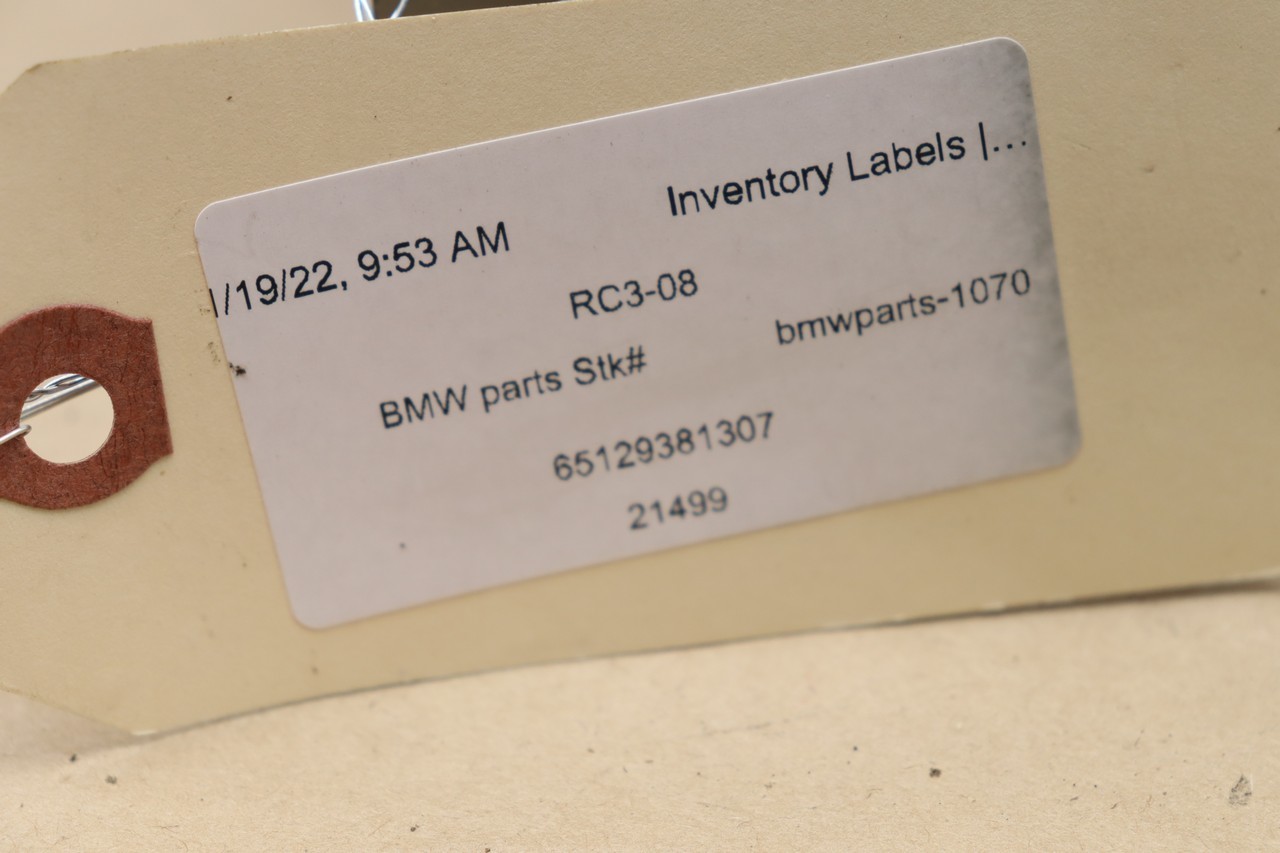 /19/22, 9:53 AM Inventory Labels |...
RC3-08
BMW parts Stk# bmwparts-1070
65129381307
21499